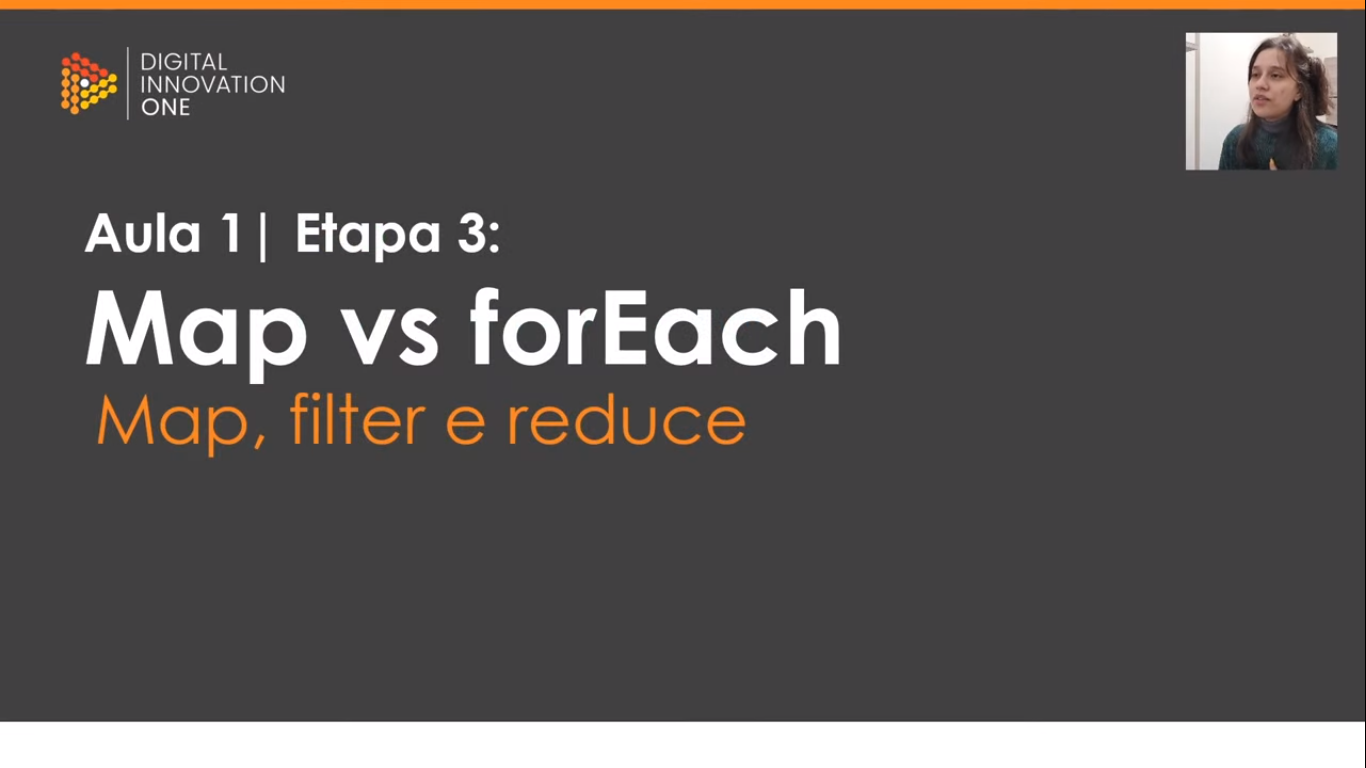 DIGITAL
INNOVATION
ONE
Aula 1| Etapa 3:
Map vs forEach
Map, filter e reduce